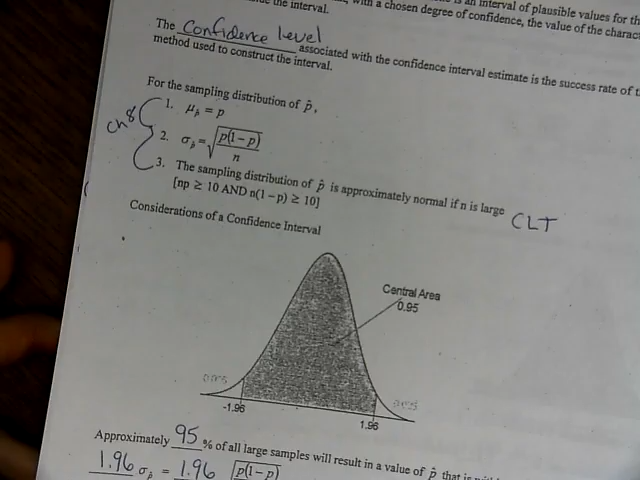 the interval.
with a chosen degree of confidence, the value of the
is an interval of plausible values for
The Confidence level associated with the confidence interval estimate is the success rate of
method used to construct the interval.
For the sampling distribution of p̂,
ch8
1. μp̂ = p
2. σp̂ = √(p(1-p)/n)
3. The sampling distribution of p̂ is approximately normal if n is large
CLT
[np ≥ 10 AND n(1 – p) ≥ 10]
Considerations of a Confidence Interval
Central Area
0.95
-1.96
1.96
Approximately 95 % of all large samples will result in a value of p̂ that is
1.96 σp̂ = 1.96 √p(1-p)